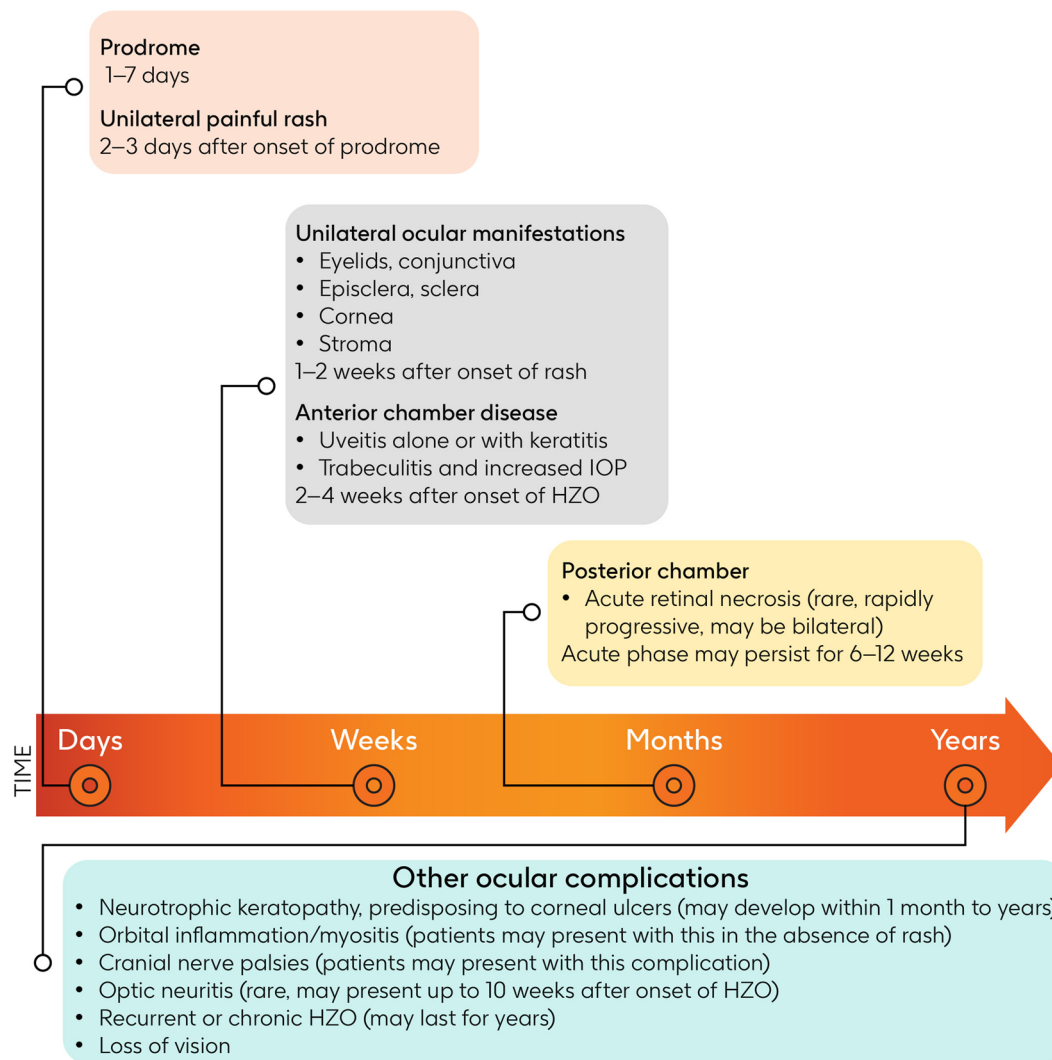 Prodrome
1–7 days
Unilateral painful rash
2–3 days after onset of prodrome
Unilateral ocular manifestations
• Eyelids, conjunctiva
• Episclera, sclera
• Cornea
• Stroma
1–2 weeks after onset of rash
Anterior chamber disease
• Uveitis alone or with keratitis
• Trabeculitis and increased IOP
2–4 weeks after onset of HZO
Posterior chamber
• Acute retinal necrosis (rare, rapidly
progressive, may be bilateral)
Acute phase may persist for 6–12 weeks
TIME
Days
Weeks
Months
Years
Other ocular complications
• Neurotrophic keratopathy, predisposing to corneal ulcers (may develop within 1 month to years)
• Orbital inflammation/myositis (patients may present with this in the absence of rash)
• Cranial nerve palsies (patients may present with this complication)
• Optic neuritis (rare, may present up to 10 weeks after onset of HZO)
• Recurrent or chronic HZO (may last for years)
• Loss of vision